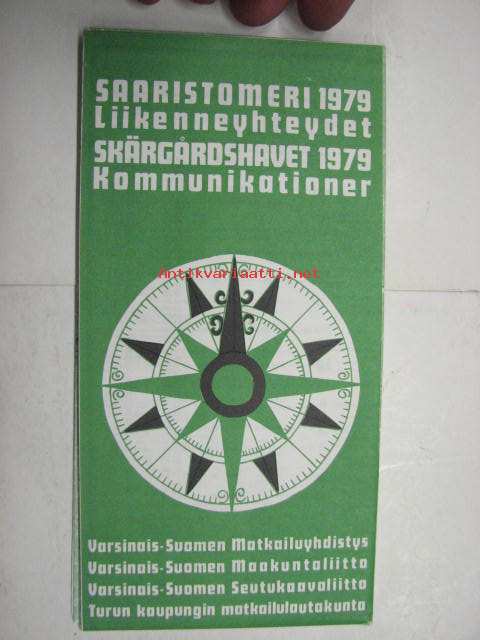 SAARISTOMERI 1979
Liikenneyhteydet
SKÄRGÅRDSHAVET 1979
Kommunikationer
Antikvariaatti.net
Varsinais-Suomen Matkailuyhdistys
Varsinais-Suomen Maakuntaliitto
Varsinais-Suomen Seutukaavaliitto
Turun kaupungin matkailulautakunta